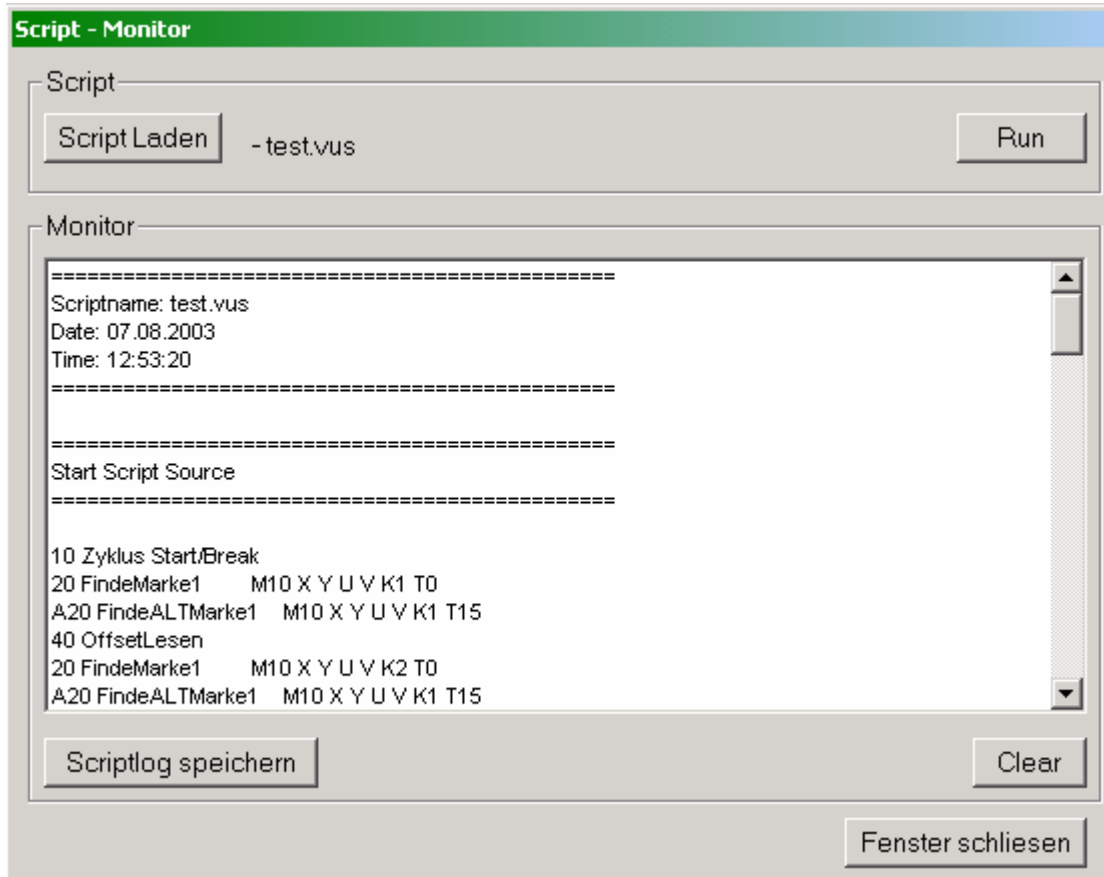 Script - Monitor
Script
Script Laden - test.vus Run
Monitor
===============================================
Scriptname: test.vus
Date: 07.08.2003
Time: 12:53:20
===============================================
===============================================
Start Script Source
===============================================
10 Zyklus Start/Break
20 FindeMarke1 M10 X Y U V K1 T0
A20 FindeALTMarke1 M10 X Y U V K1 T15
40 OffsetLesen
20 FindeMarke1 M10 X Y U V K2 T0
A20 FindeALTMarke1 M10 X Y U V K1 T15
Scriptlog speichern Clear
Fenster schliesen